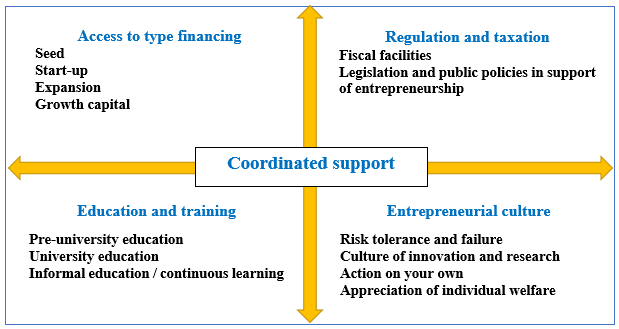 Access to type financing
Seed
Start-up
Expansion
Growth capital
Regulation and taxation
Fiscal facilities
Legislation and public policies in support
of entrepreneurship
Coordinated support
Education and training
Pre-university education
University education
Informal education / continuous learning
Entrepreneurial culture
Risk tolerance and failure
Culture of innovation and research
Action on your own
Appreciation of individual welfare